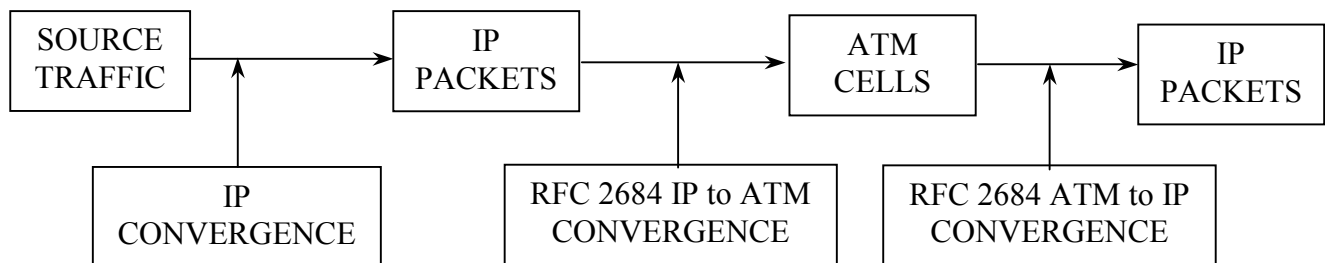 SOURCE
TRAFFIC
IP
PACKETS
ATM
CELLS
IP
PACKETS
IP
CONVERGENCE
RFC 2684 IP to ATM
CONVERGENCE
RFC 2684 ATM to IP
CONVERGENCE